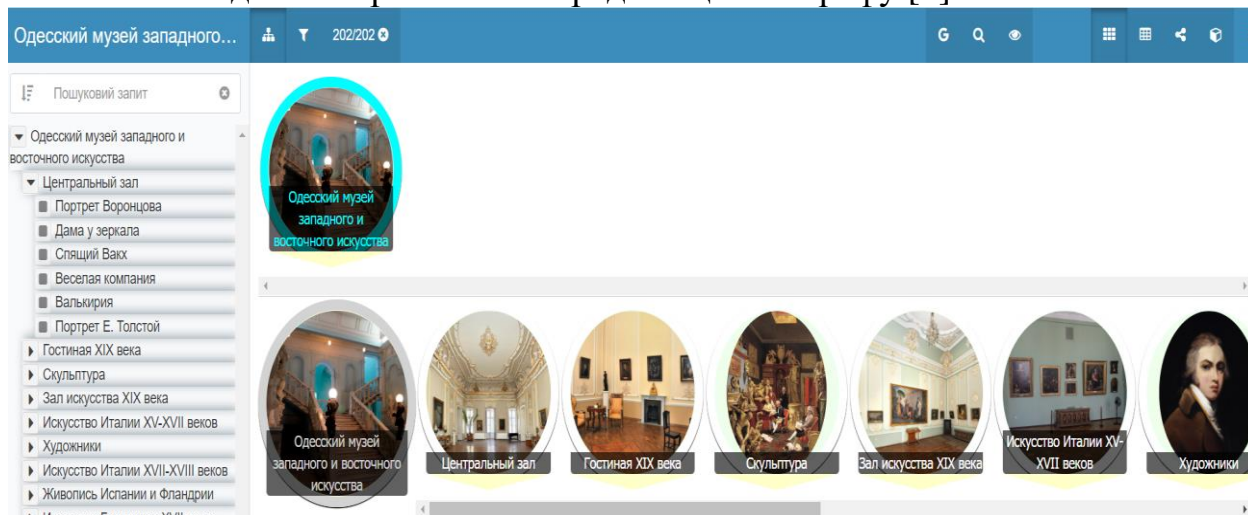 Одесский музей западного...
202/202
G
Пошуковий запит
Одесский музей западного и
восточного искусства
Центральный зал
Портрет Воронцова
Дама у зеркала
Спящий Вакх
Веселая компания
Валькирия
Портрет Е. Толстой
Гостиная XIX века
Скульптура
Зал искусства XIX века
Искусство Италии XV-XVII веков
Художники
Искусство Италии XVII-XVIII веков
Живопись Испании и Фландрии
Одесский музей
западного и
восточного искусства
Одесский музей
западного и восточного
искусства
Центральный зал
Гостиная XIX века
Скульптура
Зал искусства XIX века
Искусство Италии XV-
XVII веков
Художники